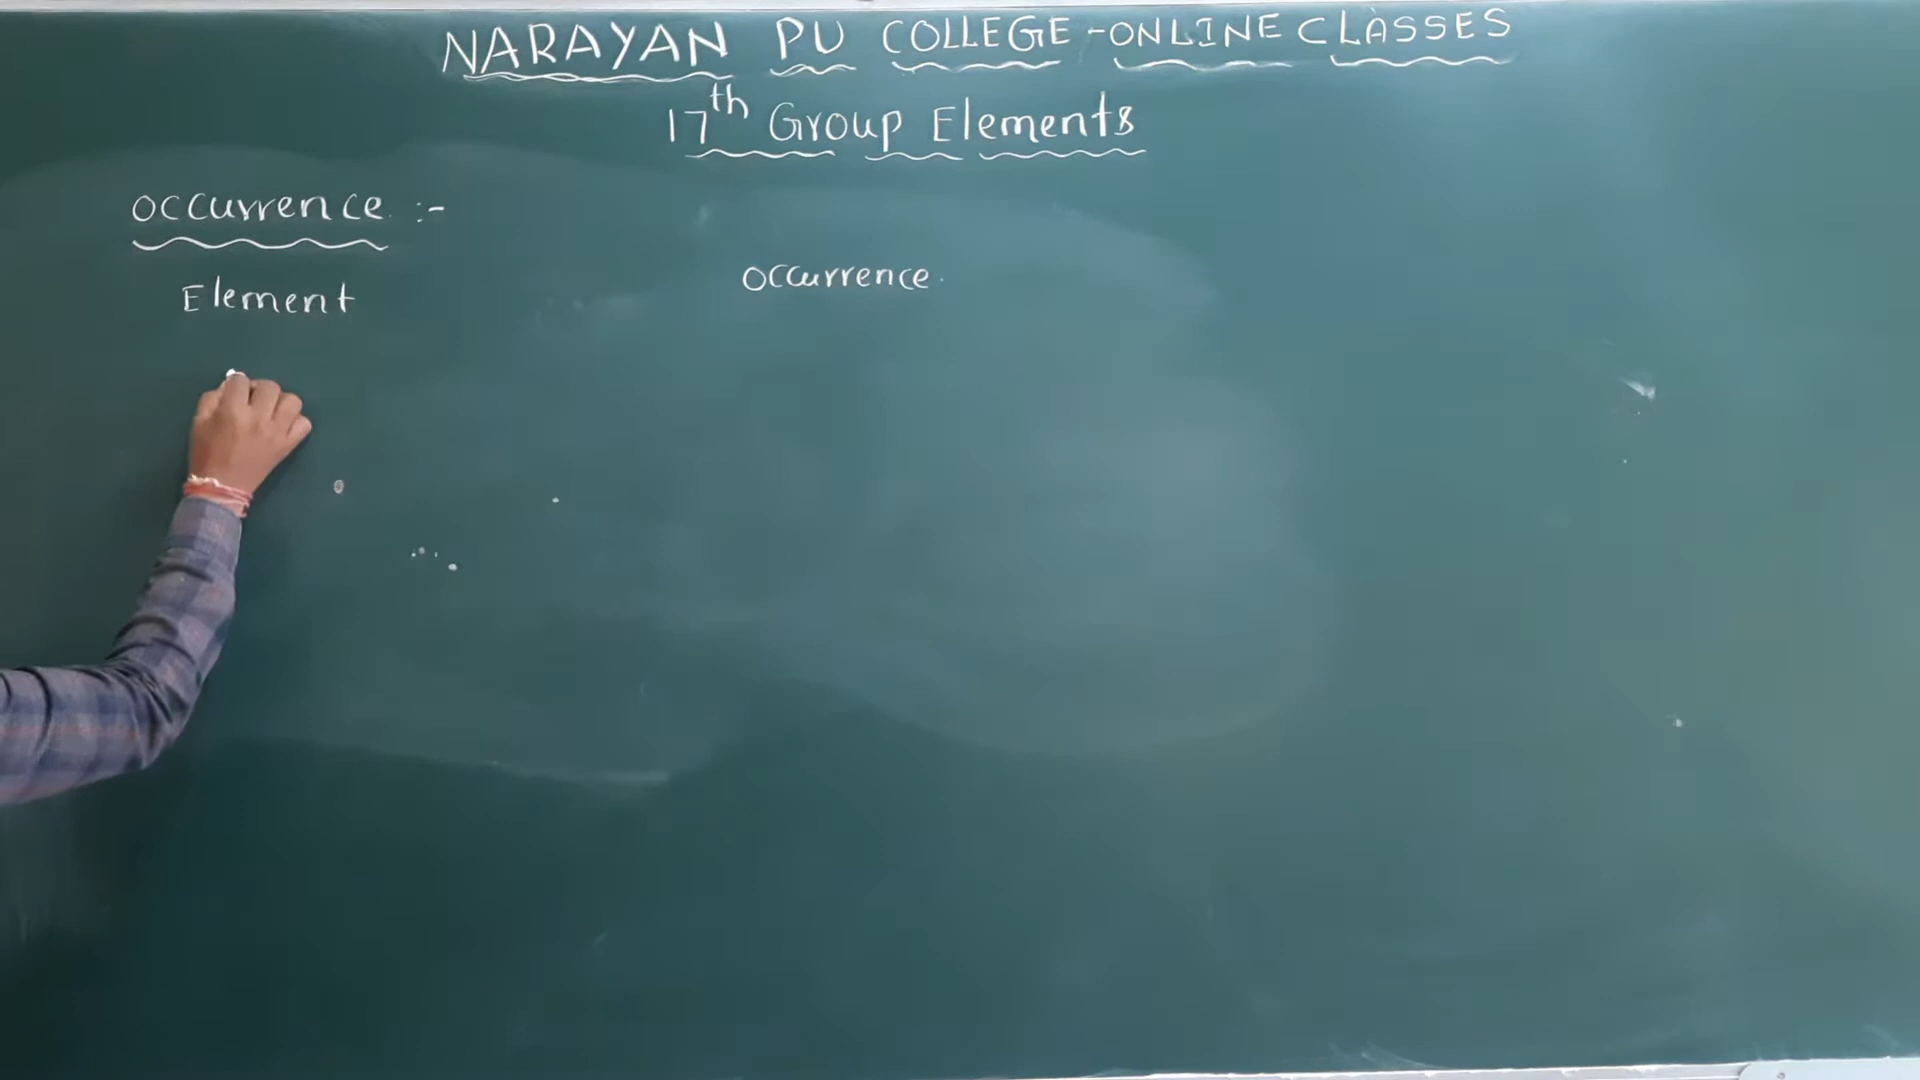 NARAYAN PU COLLEGE - ONLINE CLASSES
17th Group Elements
Occurrence :-
Element
Occurrence.